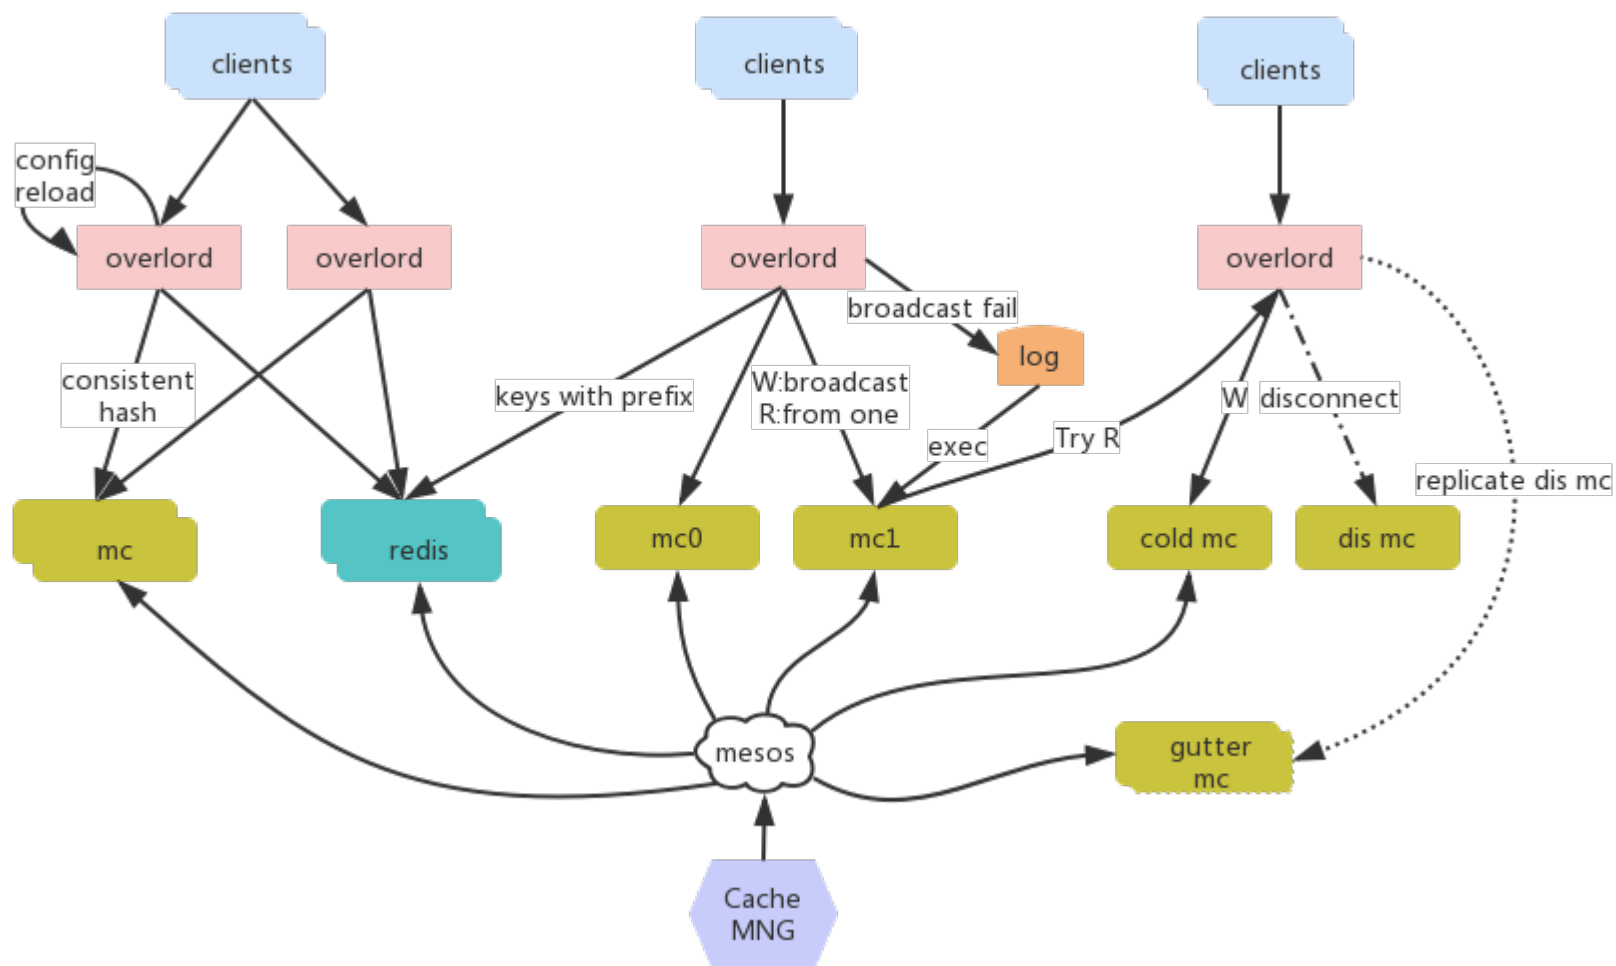 clients
clients
clients
config
reload
overlord
overlord
overlord
overlord
broadcast fail
log
consistent
hash
keys with prefix
W:broadcast
R:from one
exec
Try R
W
disconnect
replicate dis mc
mc
redis
mc0
mc1
cold mc
dis mc
mesos
gutter
mc
Cache
MNG